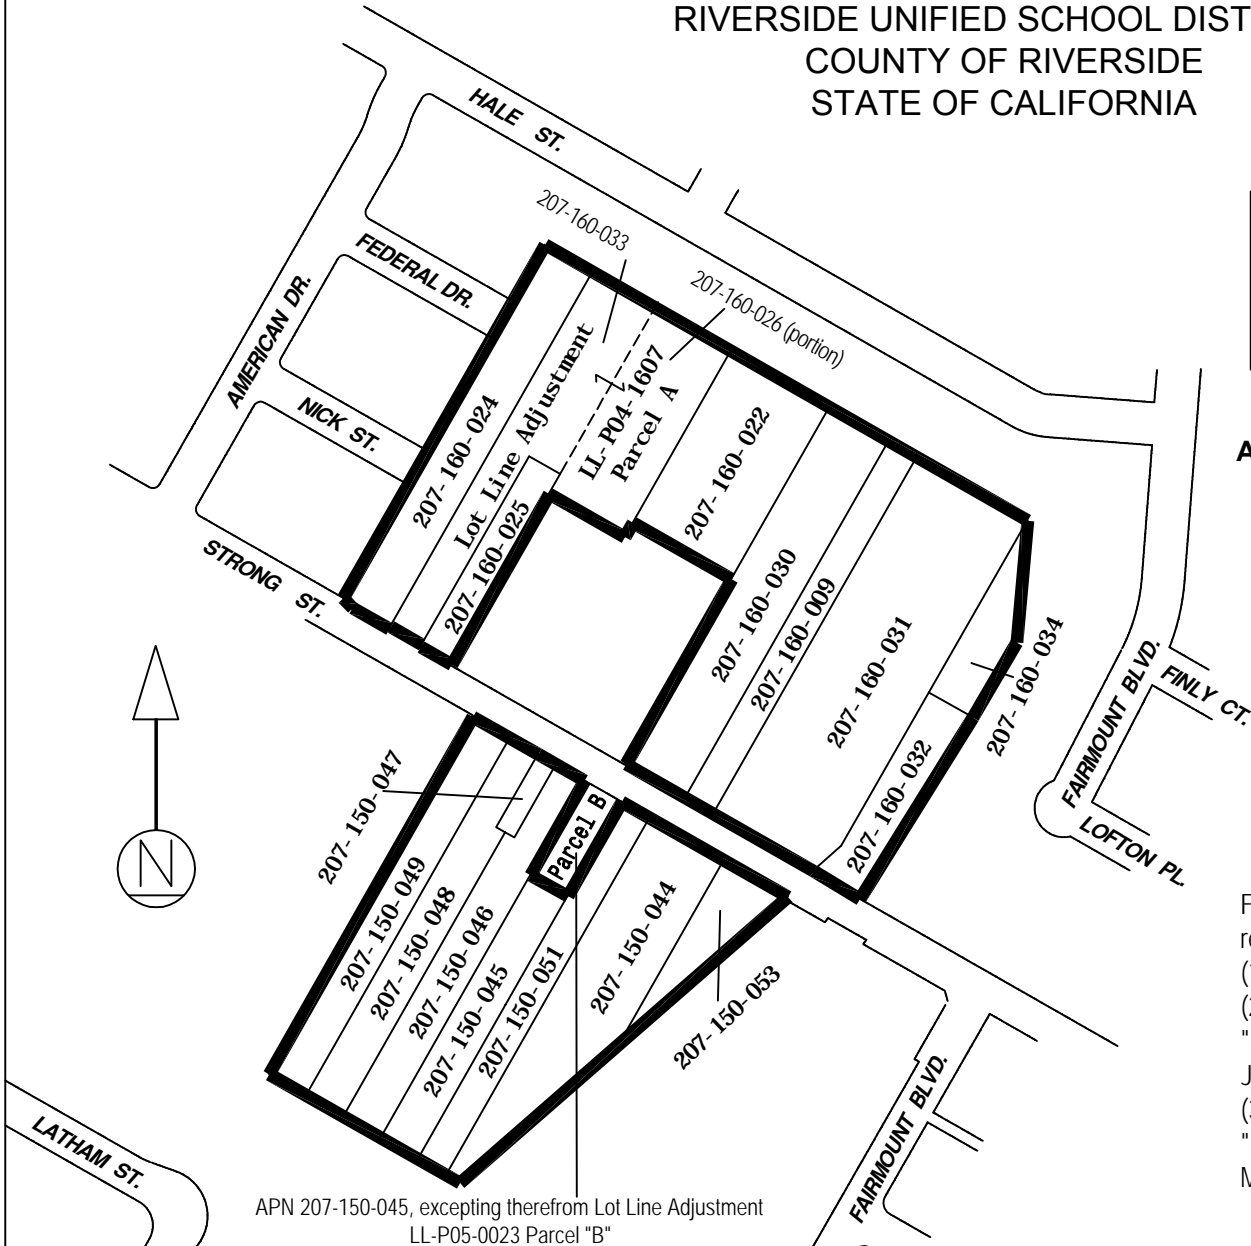 RIVERSIDE UNIFIED SCHOOL DIST
COUNTY OF RIVERSIDE
STATE OF CALIFORNIA
HALE ST.
207-160-033
FEDERAL DR.
207-160-026 (portion)
AMERICAN DR.
NICK ST.
207-160-024
Lot Line Adjustment
LL-P04-1607
Parcel A
207-160-025
207-160-022
STRONG ST.
207-160-030
207-160-009
207-160-031
207-160-034
207-160-032
FAIRMOUNT BLVD.
FINLY CT.
LOFTON PL.
A
N
207-150-047
Parcel B
207-150-049
207-150-048
207-150-046
207-150-045
207-150-051
207-150-044
207-150-053
F
re
(
(
"
J
(
"
M
LATHAM ST.
FAIRMOUNT BLVD.
APN 207-150-045, excepting therefrom Lot Line Adjustment
LL-P05-0023 Parcel "B"